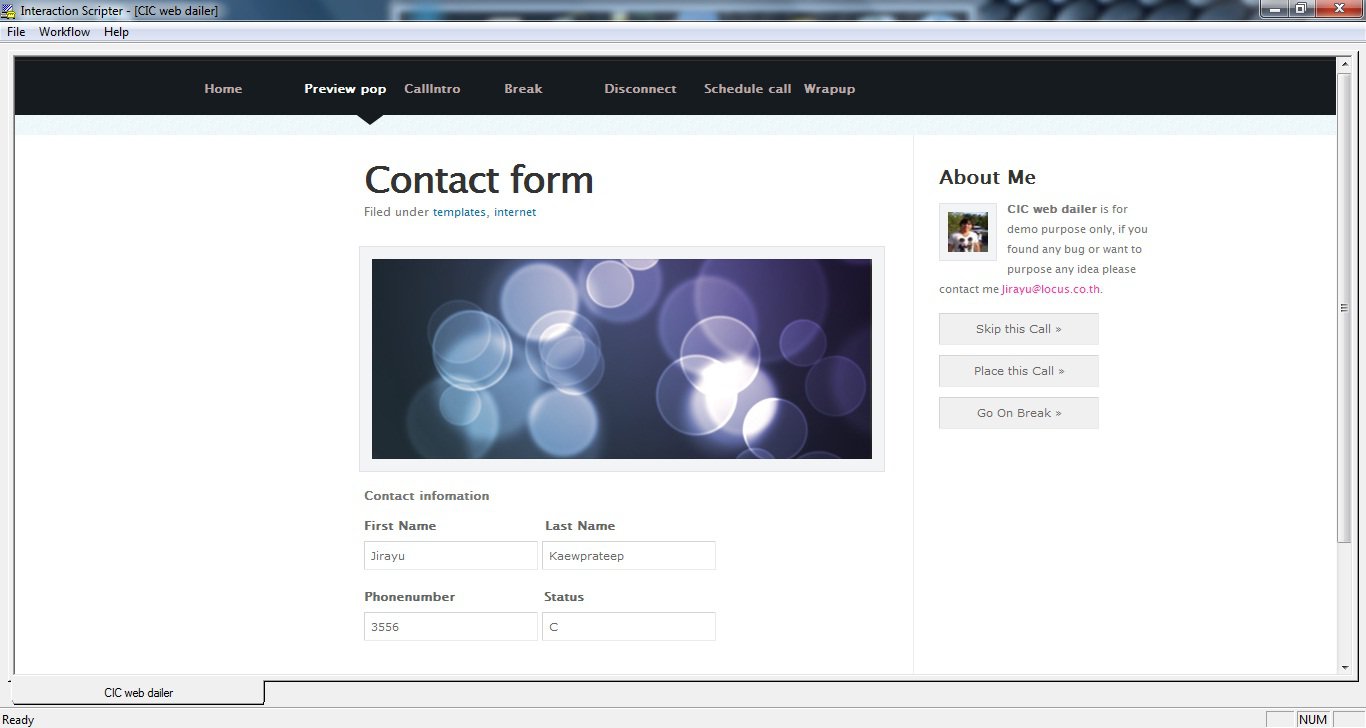 Interaction Scripter - [CIC web dailer]
File Workflow Help
Home Preview pop CallIntro Break Disconnect Schedule call Wrapup
Contact form
Filed under templates, internet
About Me
CIC web dailer is for
demo purpose only, if you
found any bug or want to
purpose any idea please
contact me Jirayu@locus.co.th.
Skip this Call »
Place this Call »
Go On Break »
Contact infomation
First Name Last Name
Jirayu Kaewprateep
Phonenumber Status
3556 C
CIC web dailer
Ready NUM